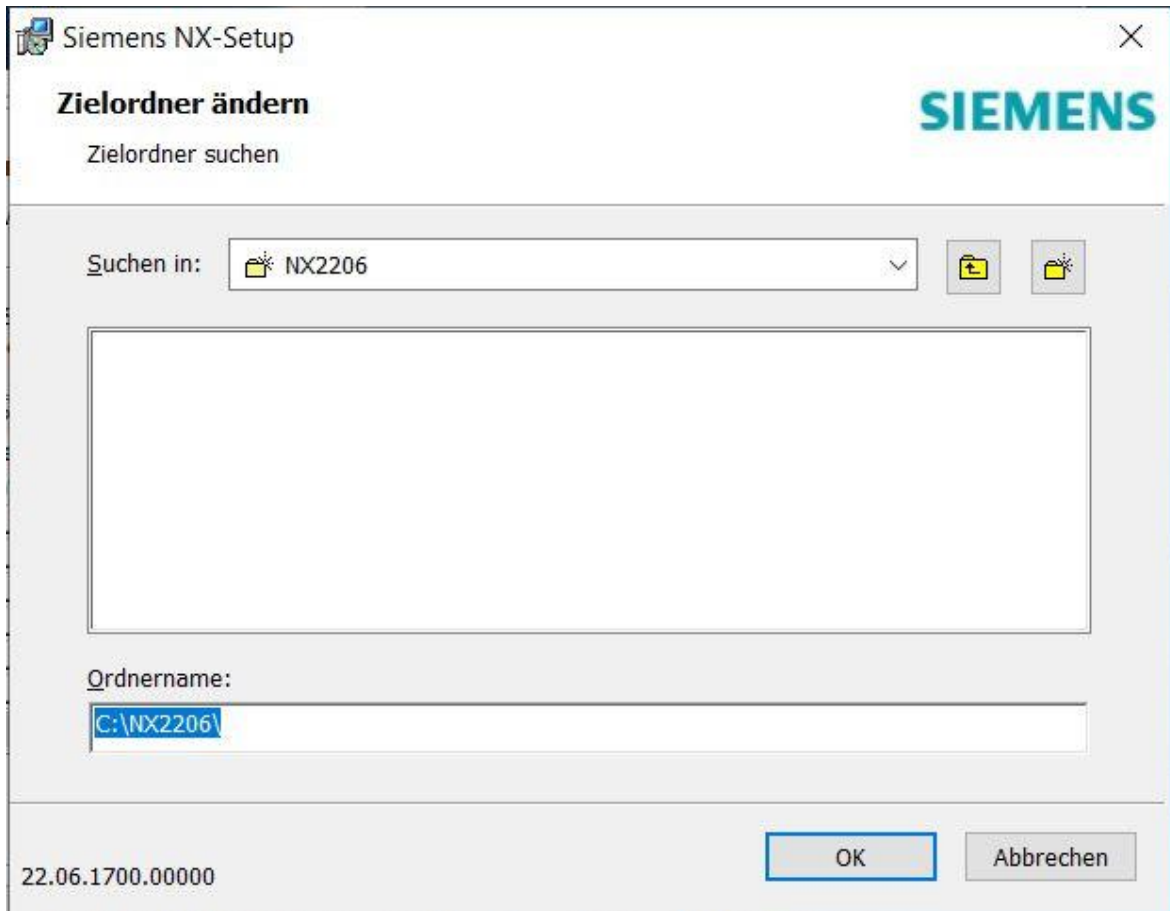 Siemens NX-Setup
Zielordner ändern
SIEMENS
Zielordner suchen
Suchen in:
NX2206
Ordnername:
C:\NX2206\
OK
Abbrechen
22.06.1700.00000